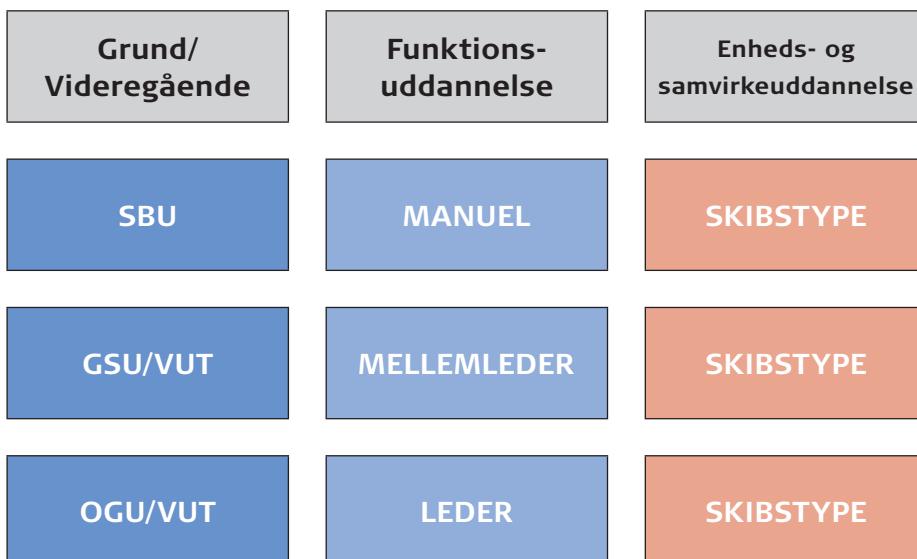 Grund/
Videregående
Funktions-
uddannelse
Enheds- og
samvirkeuddannelse
SBU
MANUEL
SKIBSTYPE
GSU/VUT
MELLEMLEDER
SKIBSTYPE
OGU/VUT
LEDER
SKIBSTYPE